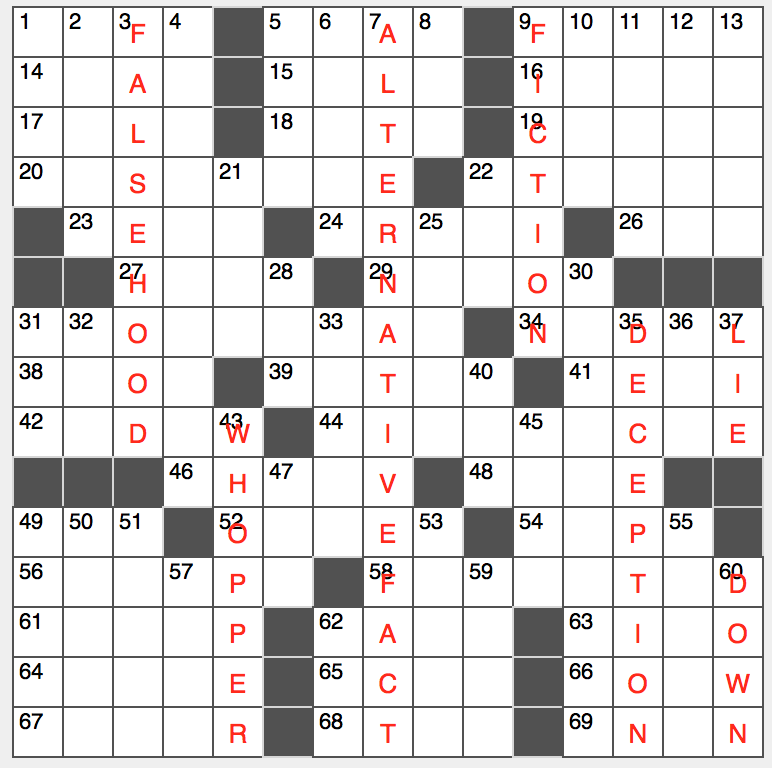 1 2 3 F 4 5 6 7 A 8 9 F 10 11 12 13
14 A 15 L 16 I
17 L 18 T 19 C
20 S 21 E 22 T
23 E 24 R 25 I 26
27 H 28 29 N O 30
31 32 O 33 A 34 N 35 D 36 37 L
38 O 39 T 40 41 E I
42 D 43 W 44 I 45 C E
46 H 47 V 48 E
49 50 51 52 O E 53 54 P 55
56 57 P 58 F 59 T 60 D
61 P 62 A 63 I O
64 E 65 C 66 O W
67 R 68 T 69 N N